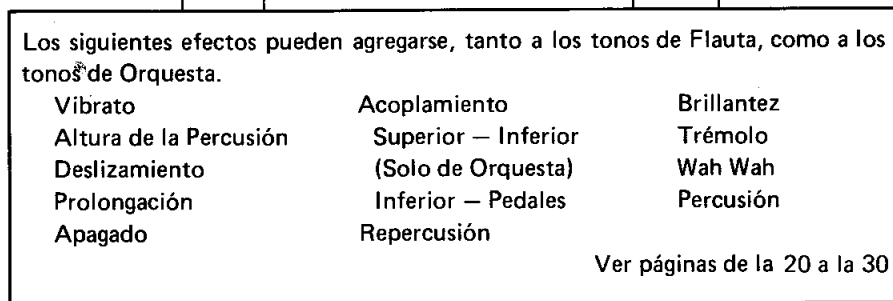 Los siguientes efectos pueden agregarse, tanto a los tonos de Flauta, como a los
tonos de Orquesta.
Vibrato Acoplamiento Brillantez
Altura de la Percusión Superior — Inferior Trémolo
Deslizamiento (Solo de Orquesta) Wah Wah
Prolongación Inferior — Pedales Percusión
Apagado Repercusión
Ver páginas de la 20 a la 30